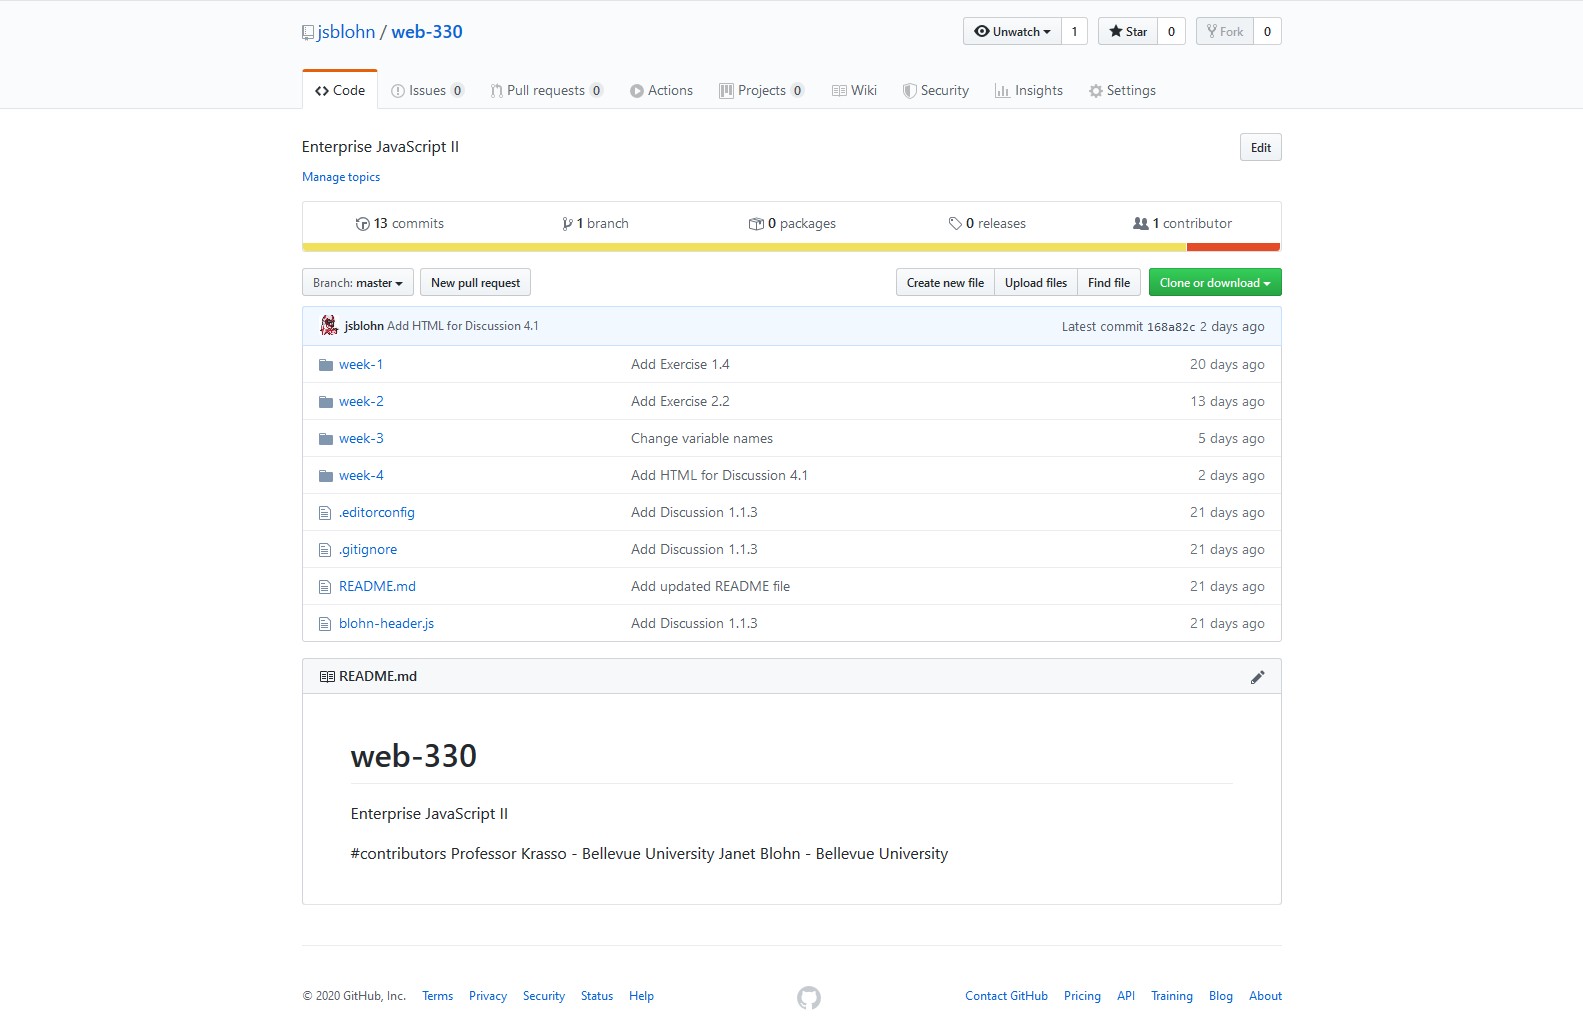 jsblohn / web-330 Unwatch 1 Star 0 Fork 0
Code Issues 0 Pull requests 0 Actions Projects 0 Wiki Security Insights Settings
Enterprise JavaScript II Edit
Manage topics
13 commits 1 branch 0 packages 0 releases 1 contributor
Branch: master New pull request Create new file Upload files Find file Clone or download
jsblohn Add HTML for Discussion 4.1 Latest commit 168a82c 2 days ago
week-1 Add Exercise 1.4 20 days ago
week-2 Add Exercise 2.2 13 days ago
week-3 Change variable names 5 days ago
week-4 Add HTML for Discussion 4.1 2 days ago
.editorconfig Add Discussion 1.1.3 21 days ago
.gitignore Add Discussion 1.1.3 21 days ago
README.md Add updated README file 21 days ago
blohn-header.js Add Discussion 1.1.3 21 days ago
README.md
web-330
Enterprise JavaScript II
#contributors Professor Krasso - Bellevue University Janet Blohn - Bellevue University
© 2020 GitHub, Inc. Terms Privacy Security Status Help Contact GitHub Pricing API Training Blog About